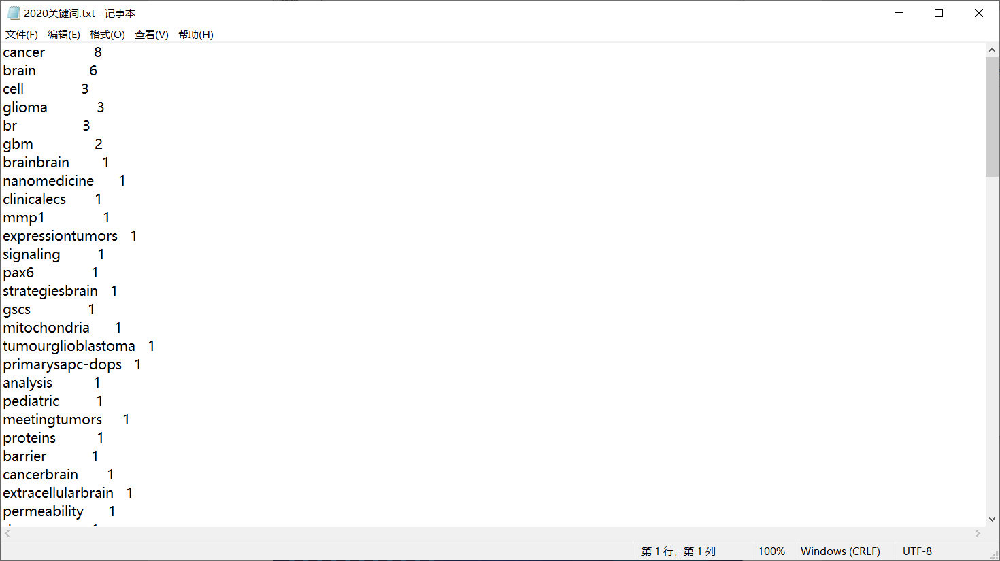 2020关键词.txt - 记事本
文件(F) 编辑(E) 格式(O) 查看(V) 帮助(H)
cancer 8
brain 6
cell 3
glioma 3
br 3
gbm 2
brainbrain 1
nanomedicine 1
clinicalecs 1
mmp1 1
expressiontumors 1
signaling 1
pax6 1
strategiesbrain 1
gscs 1
mitochondria 1
tumourglioblastoma 1
primarysapc-dops 1
analysis 1
pediatric 1
meetingtumors 1
proteins 1
barrier 1
cancerbrain 1
extracellularbrain 1
permeability 1
第 1 行，第 1 列 100% Windows (CRLF) UTF-8